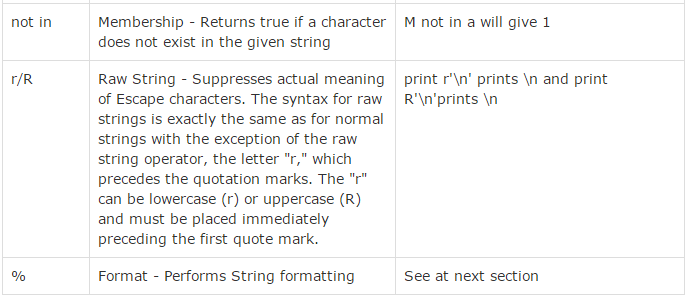 not in
Membership - Returns true if a character
does not exist in the given string
M not in a will give 1
r/R
Raw String - Suppresses actual meaning
of Escape characters. The syntax for raw
strings is exactly the same as for normal
strings with the exception of the raw
string operator, the letter "r," which
precedes the quotation marks. The "r"
can be lowercase (r) or uppercase (R)
and must be placed immediately
preceding the first quote mark.
print r'\n' prints \n and print
R'\n'prints \n
%
Format - Performs String formatting
See at next section